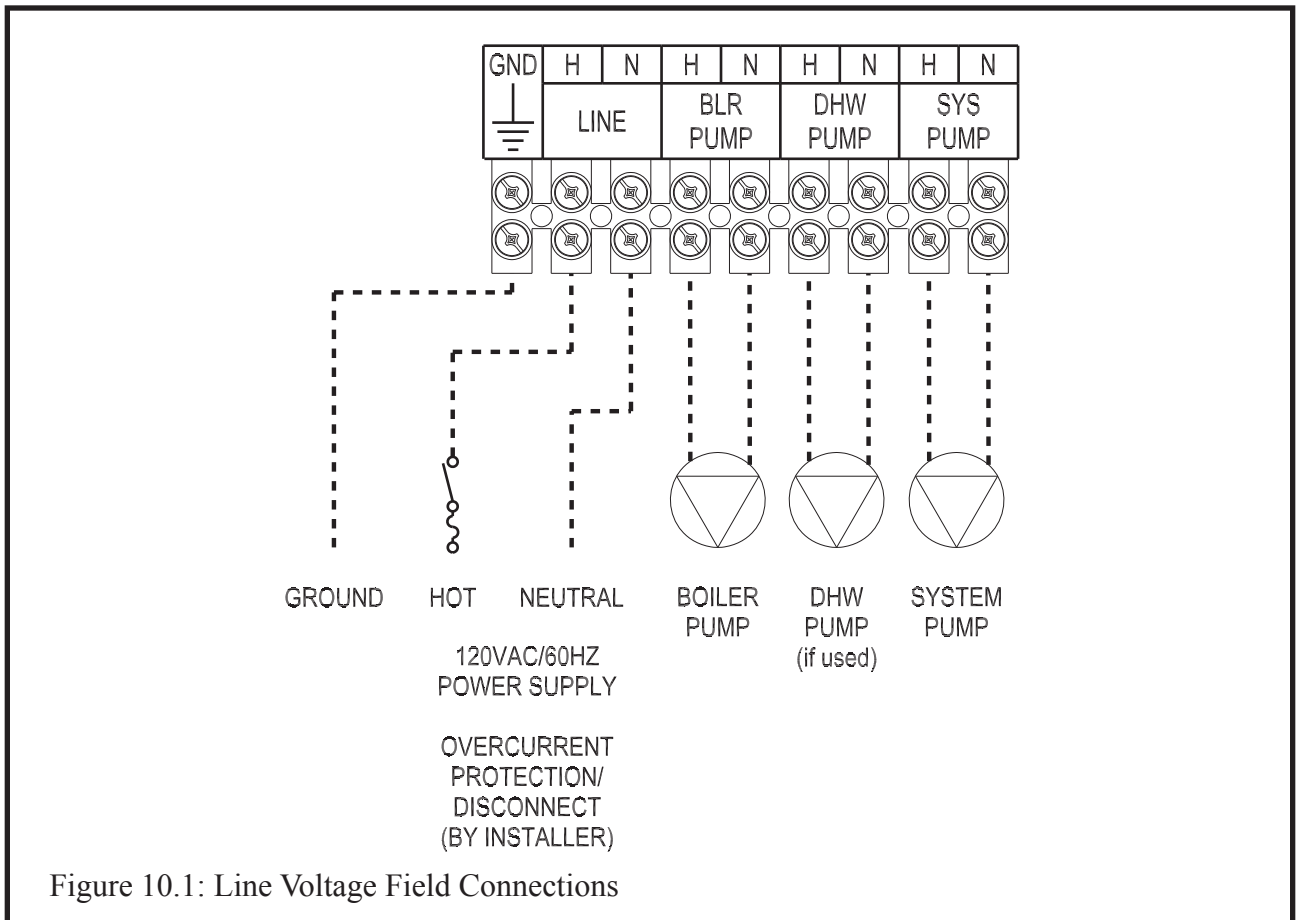 GND H N H N H N H N
LINE
BLR
PUMP
DHW
PUMP
SYS
PUMP
GROUND
HOT
NEUTRAL
120VAC/60HZ
POWER SUPPLY
OVERCURRENT
PROTECTION/
DISCONNECT
(BY INSTALLER)
BOILER
PUMP
DHW
PUMP
(if used)
SYSTEM
PUMP
Figure 10.1: Line Voltage Field Connections